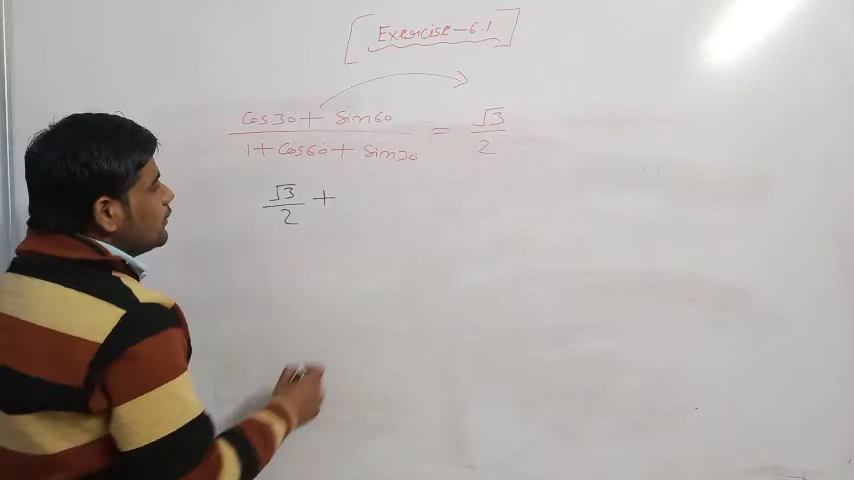 [Exercise-6.1]
cos30 + sin60
1 + cos60 + sin30 = √3/2
√3/2 +